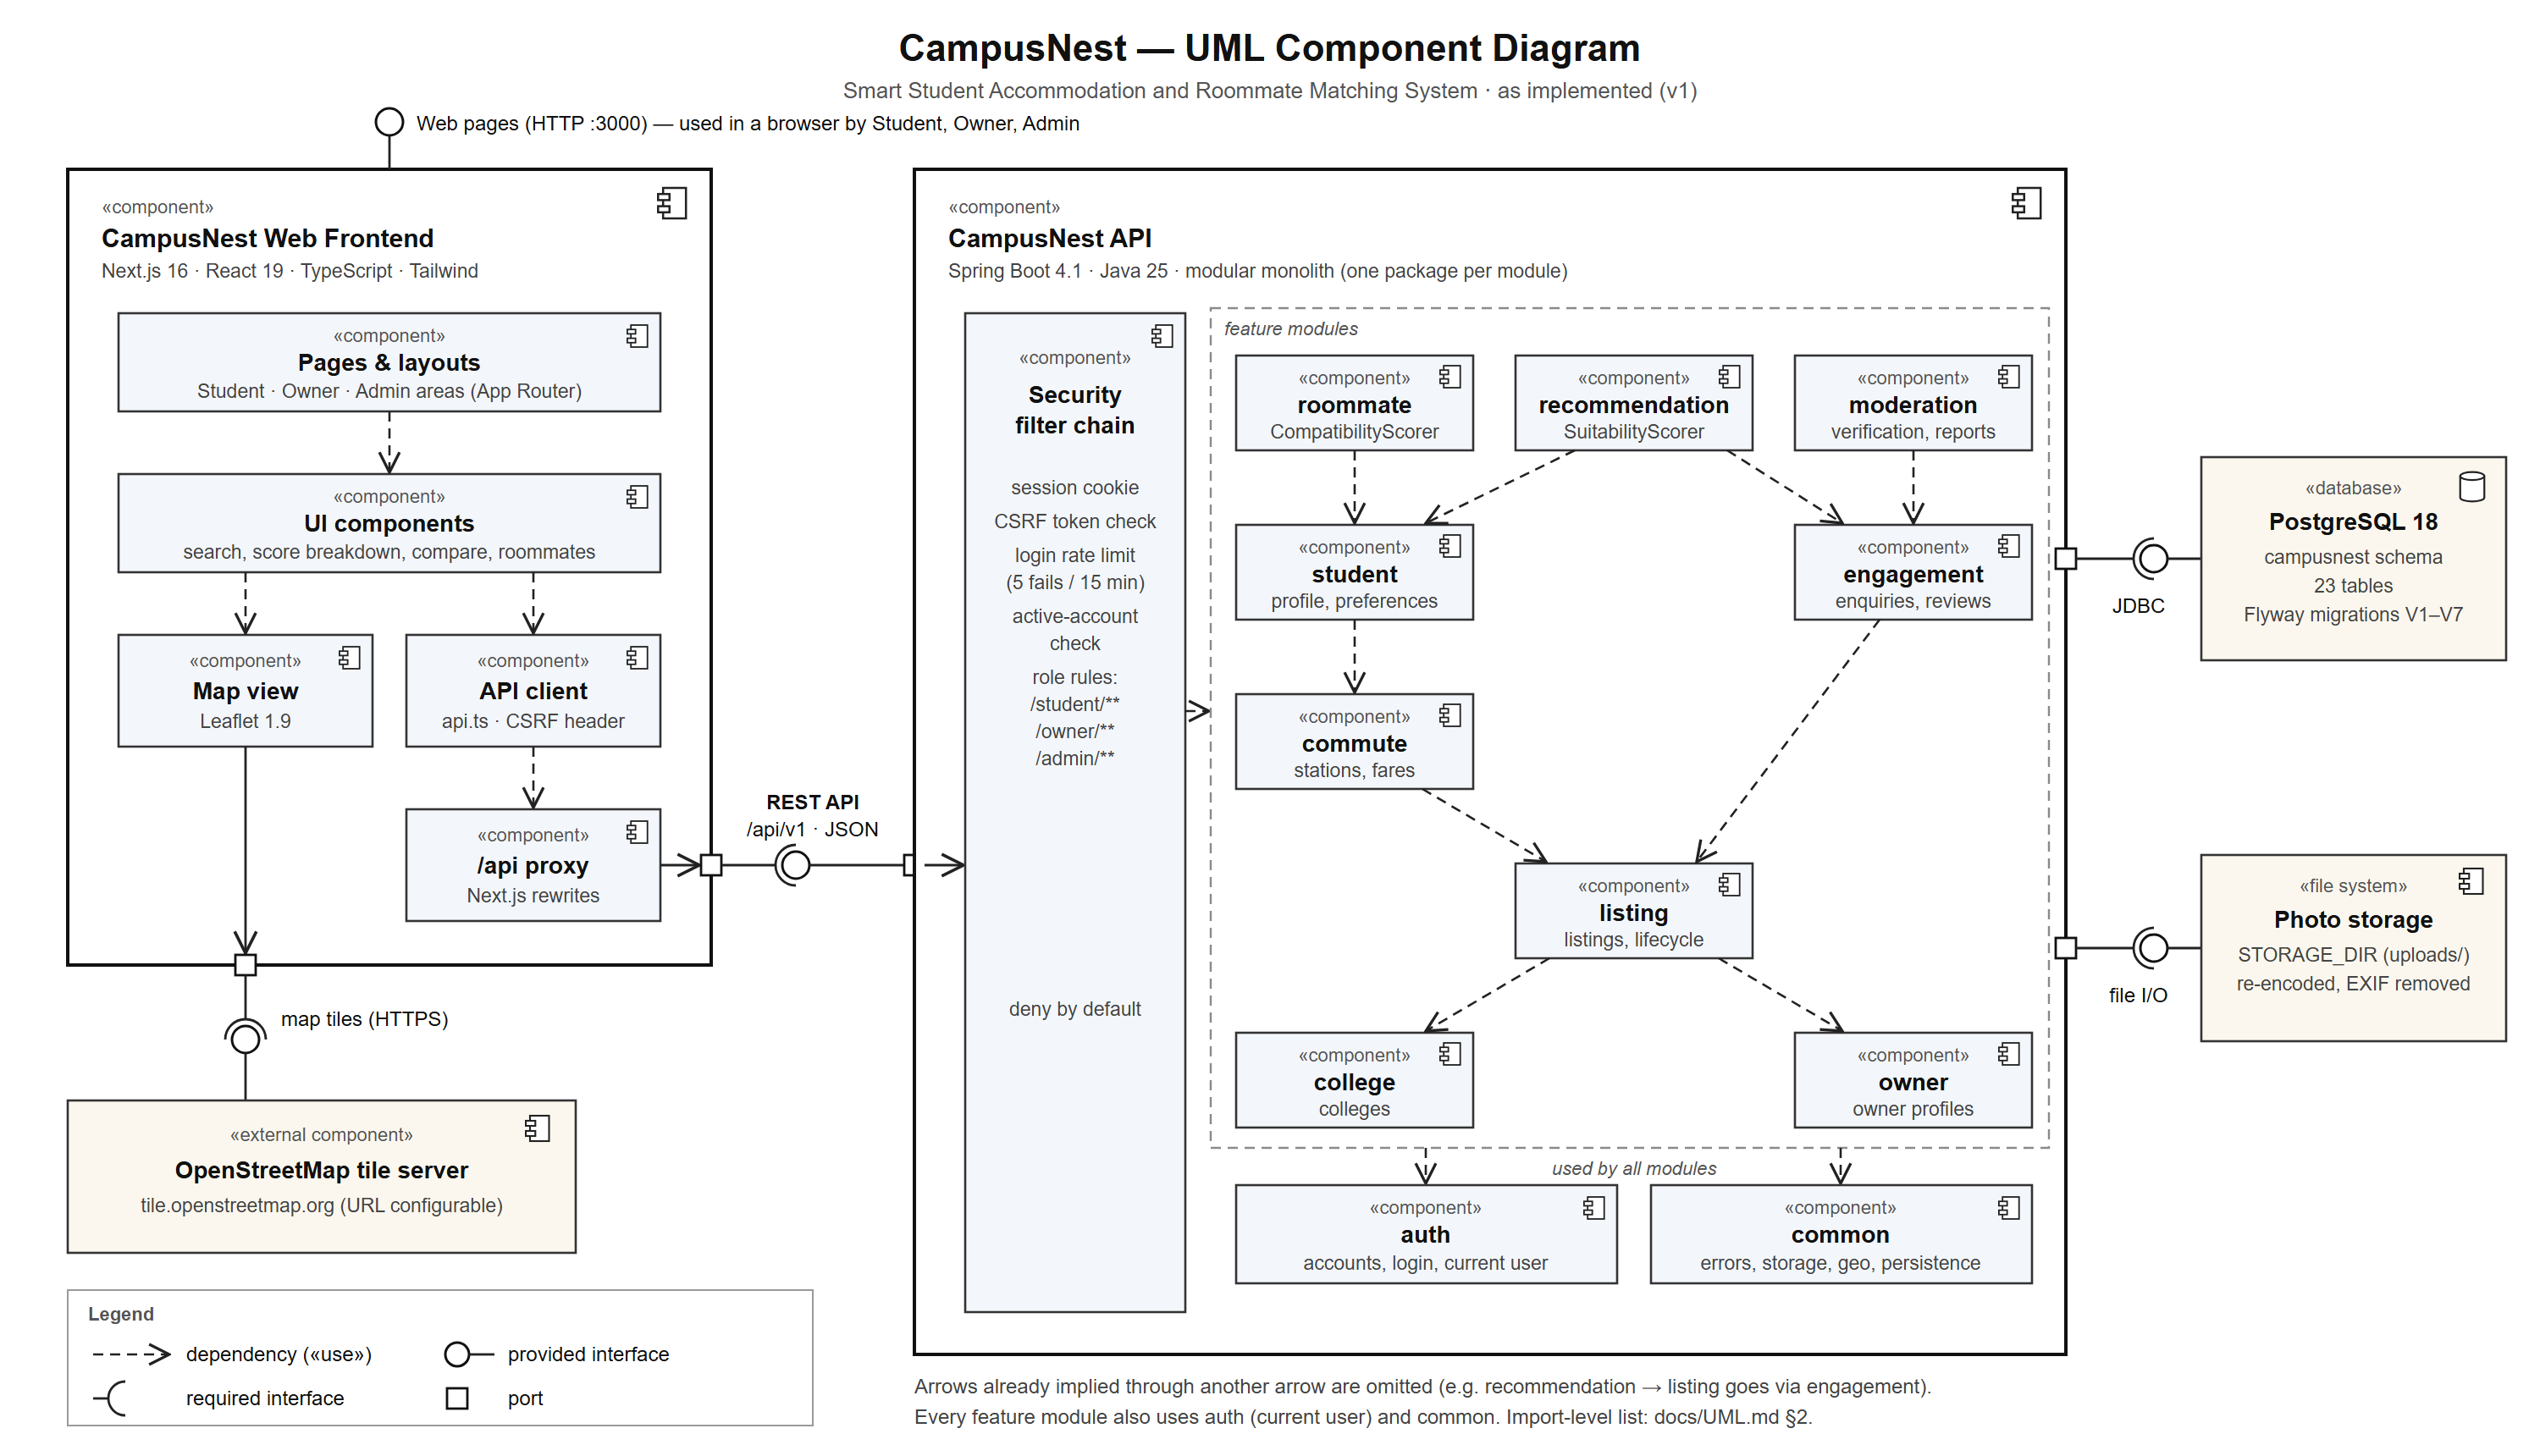 CampusNest — UML Component Diagram
Smart Student Accommodation and Roommate Matching System · as implemented (v1)
Web pages (HTTP :3000) — used in a browser by Student, Owner, Admin
«component»
CampusNest Web Frontend
Next.js 16 · React 19 · TypeScript · Tailwind
«component»
Pages & layouts
Student · Owner · Admin areas (App Router)
«component»
UI components
search, score breakdown, compare, roommates
«component»
Map view
Leaflet 1.9
«component»
API client
api.ts · CSRF header
«component»
/api proxy
Next.js rewrites
REST API
/api/v1 · JSON
map tiles (HTTPS)
«external component»
OpenStreetMap tile server
tile.openstreetmap.org (URL configurable)
Legend
dependency («use»)
provided interface
required interface
port
«component»
CampusNest API
Spring Boot 4.1 · Java 25 · modular monolith (one package per module)
«component»
Security
filter chain
session cookie
CSRF token check
login rate limit
(5 fails / 15 min)
active-account
check
role rules:
/student/**
/owner/**
/admin/**
deny by default
feature modules
«component»
roommate
CompatibilityScorer
«component»
recommendation
SuitabilityScorer
«component»
moderation
verification, reports
«component»
student
profile, preferences
«component»
engagement
enquiries, reviews
«component»
commute
stations, fares
«component»
listing
listings, lifecycle
«component»
college
colleges
«component»
owner
owner profiles
used by all modules
«component»
auth
accounts, login, current user
«component»
common
errors, storage, geo, persistence
JDBC
«database»
PostgreSQL 18
campusnest schema
23 tables
Flyway migrations V1–V7
file I/O
«file system»
Photo storage
STORAGE_DIR (uploads/)
re-encoded, EXIF removed
Arrows already implied through another arrow are omitted (e.g. recommendation → listing goes via engagement).
Every feature module also uses auth (current user) and common. Import-level list: docs/UML.md §2.